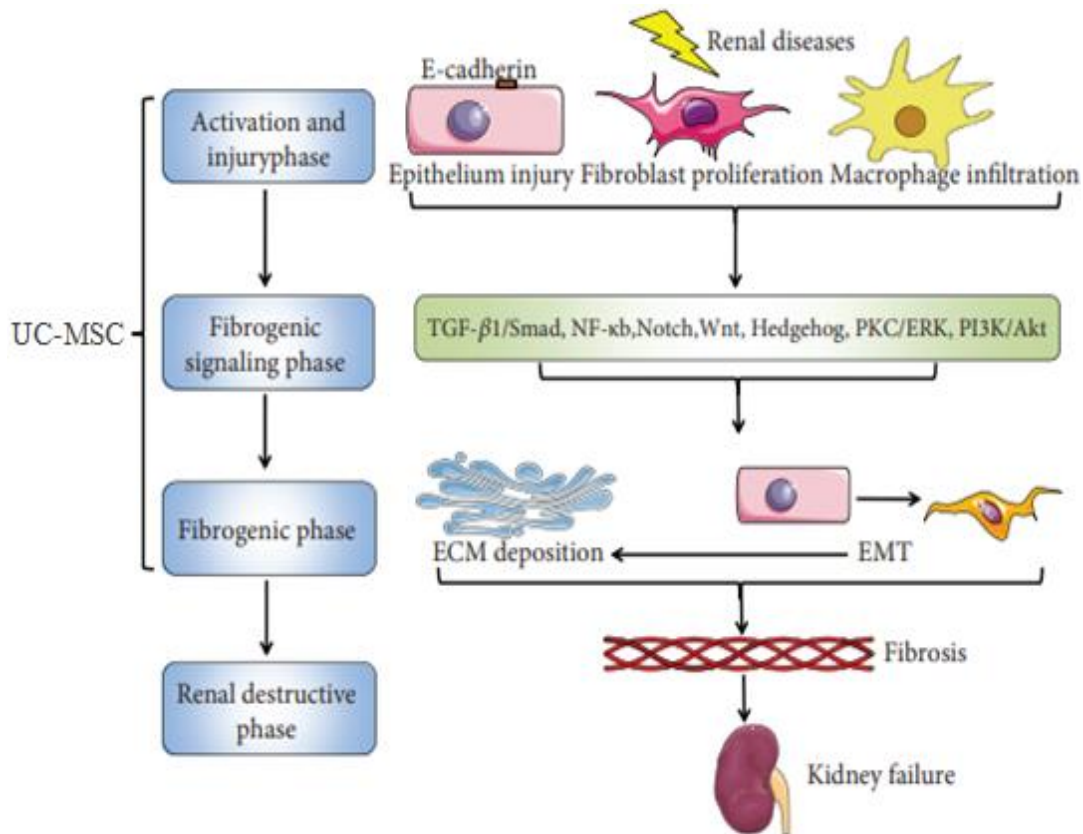 Renal diseases
E-cadherin
Activation and
injuryphase
Epithelium injury Fibroblast proliferation Macrophage infiltration
UC-MSC
Fibrogenic
signaling phase
TGF-β1/Smad, NF-κb,Notch,Wnt, Hedgehog, PKC/ERK, PI3K/Akt
Fibrogenic phase
ECM deposition
EMT
Fibrosis
Renal destructive
phase
Kidney failure